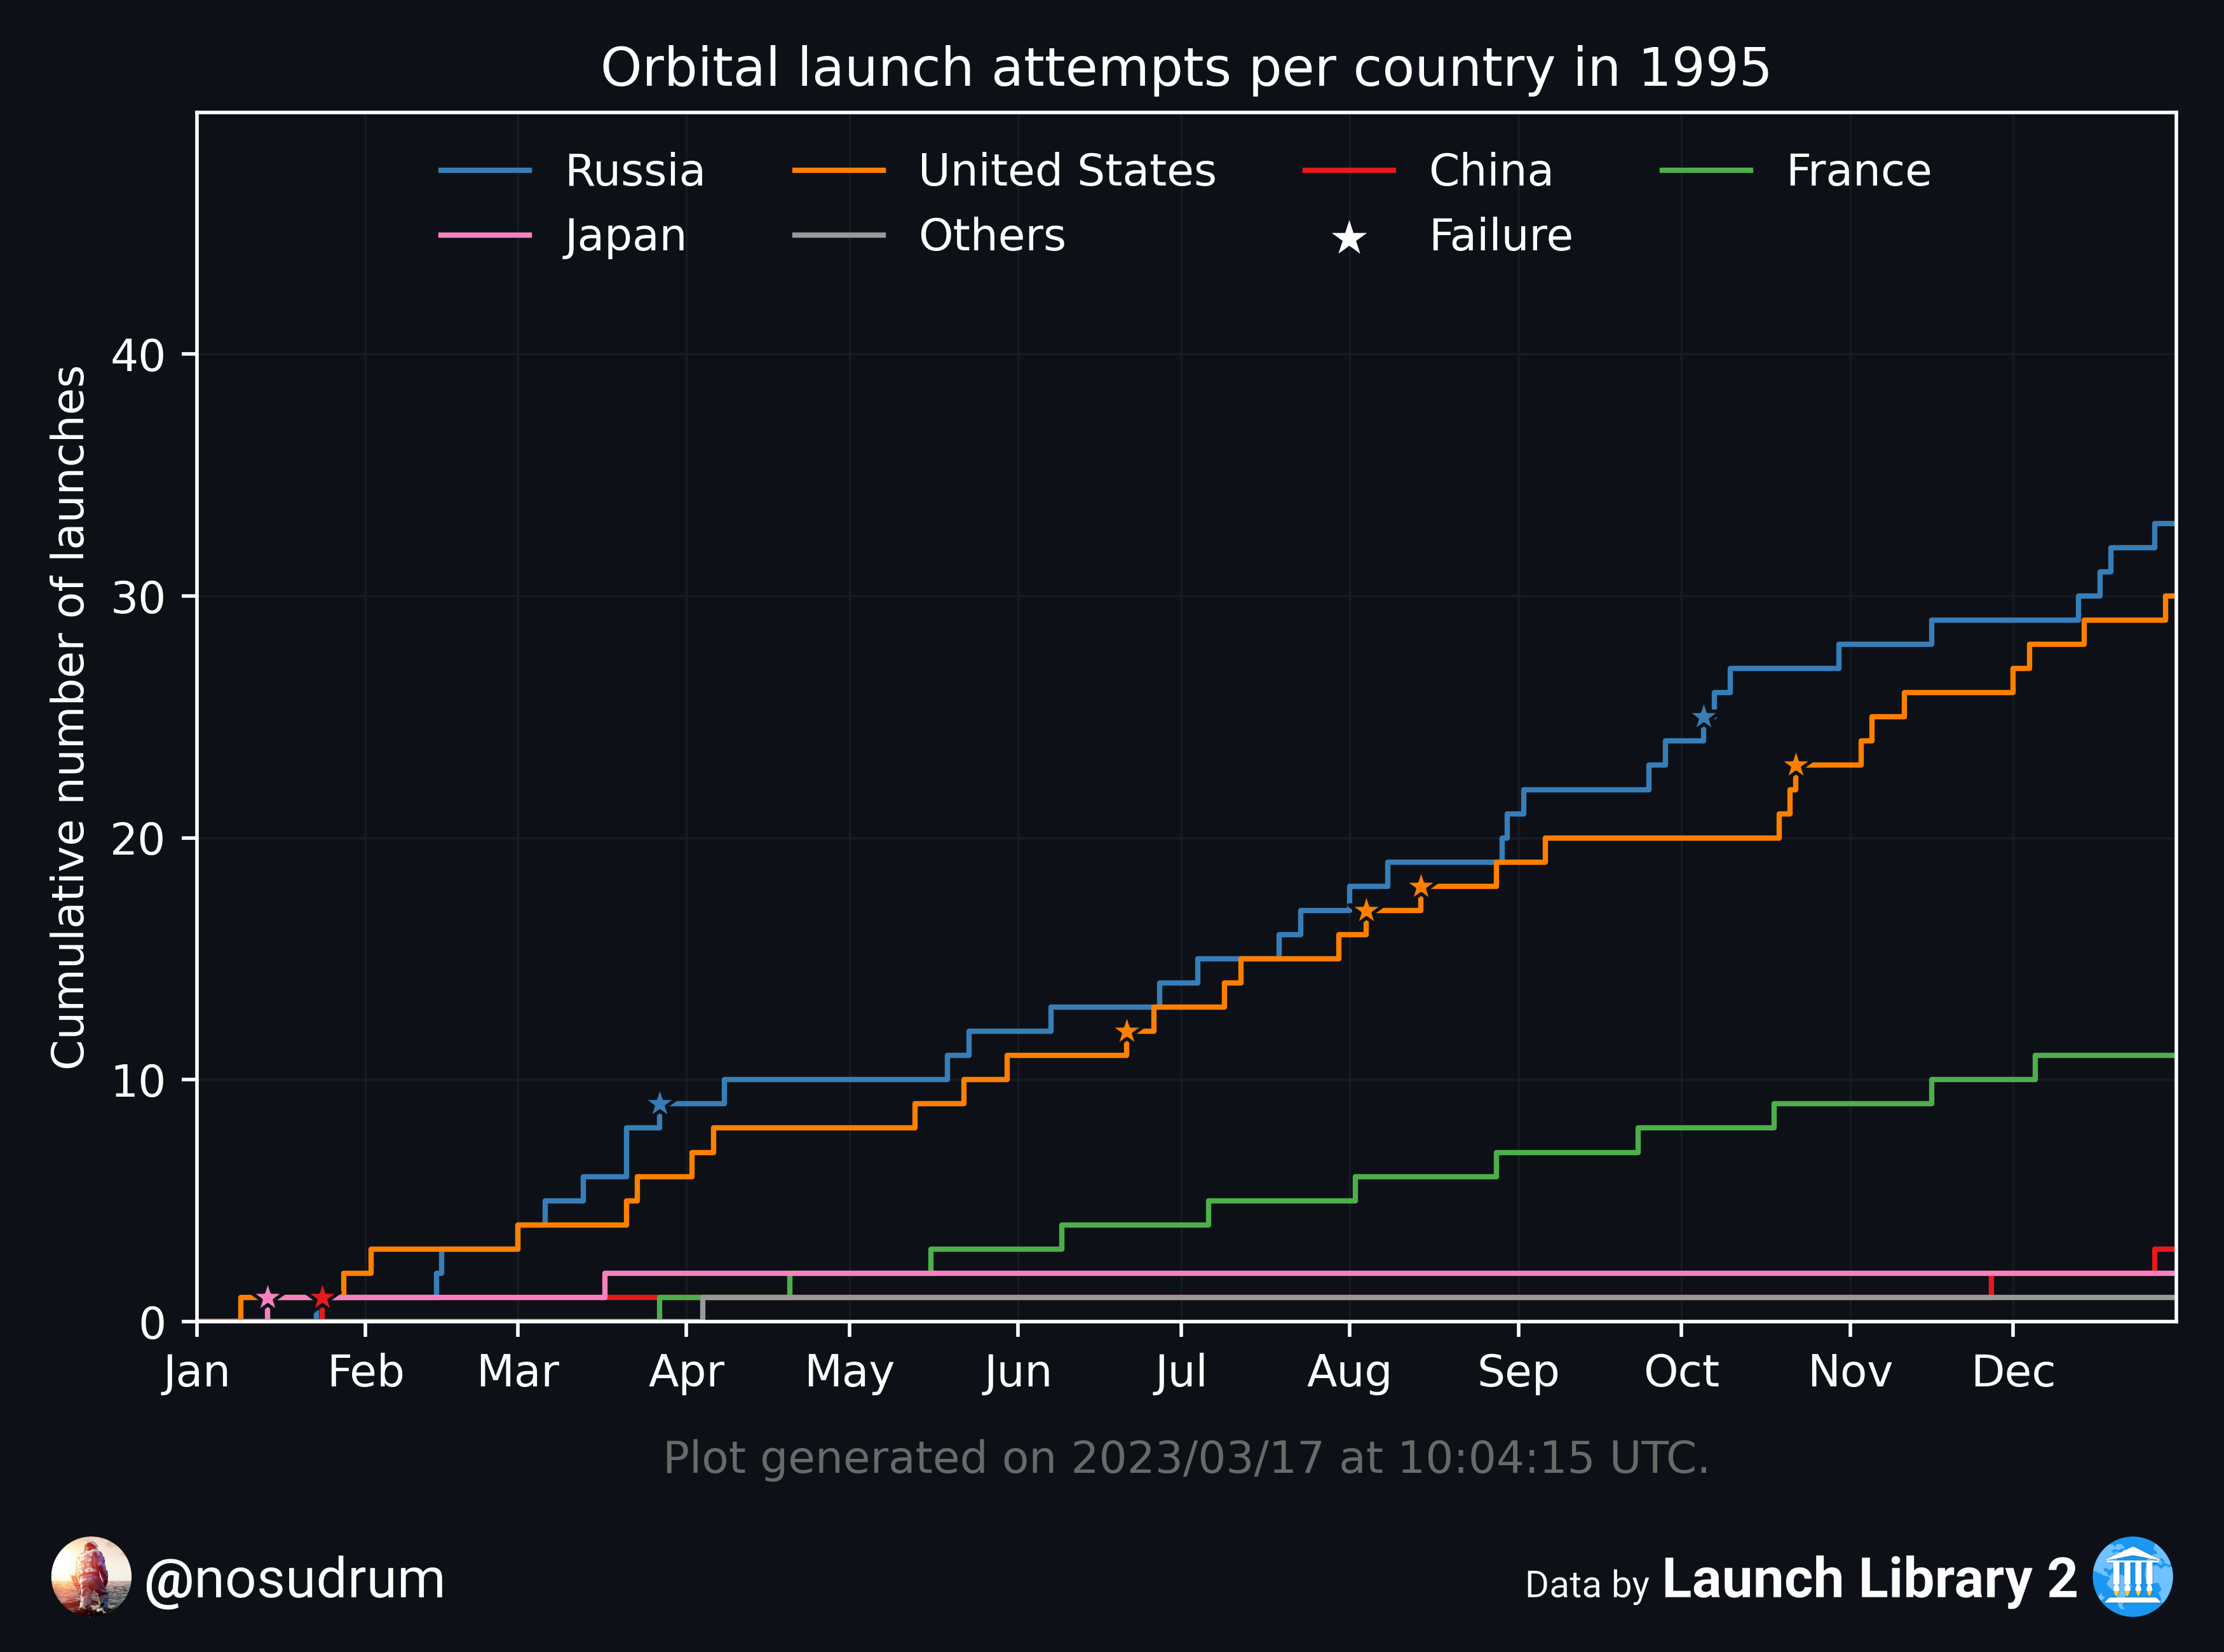 Orbital launch attempts per country in 1995
Russia United States China France
Japan Others Failure
Cumulative number of launches
40
30
20
10
0
Jan Feb Mar Apr May Jun Jul Aug Sep Oct Nov Dec
Plot generated on 2023/03/17 at 10:04:15 UTC.
@nosudrum
Data by Launch Library 2